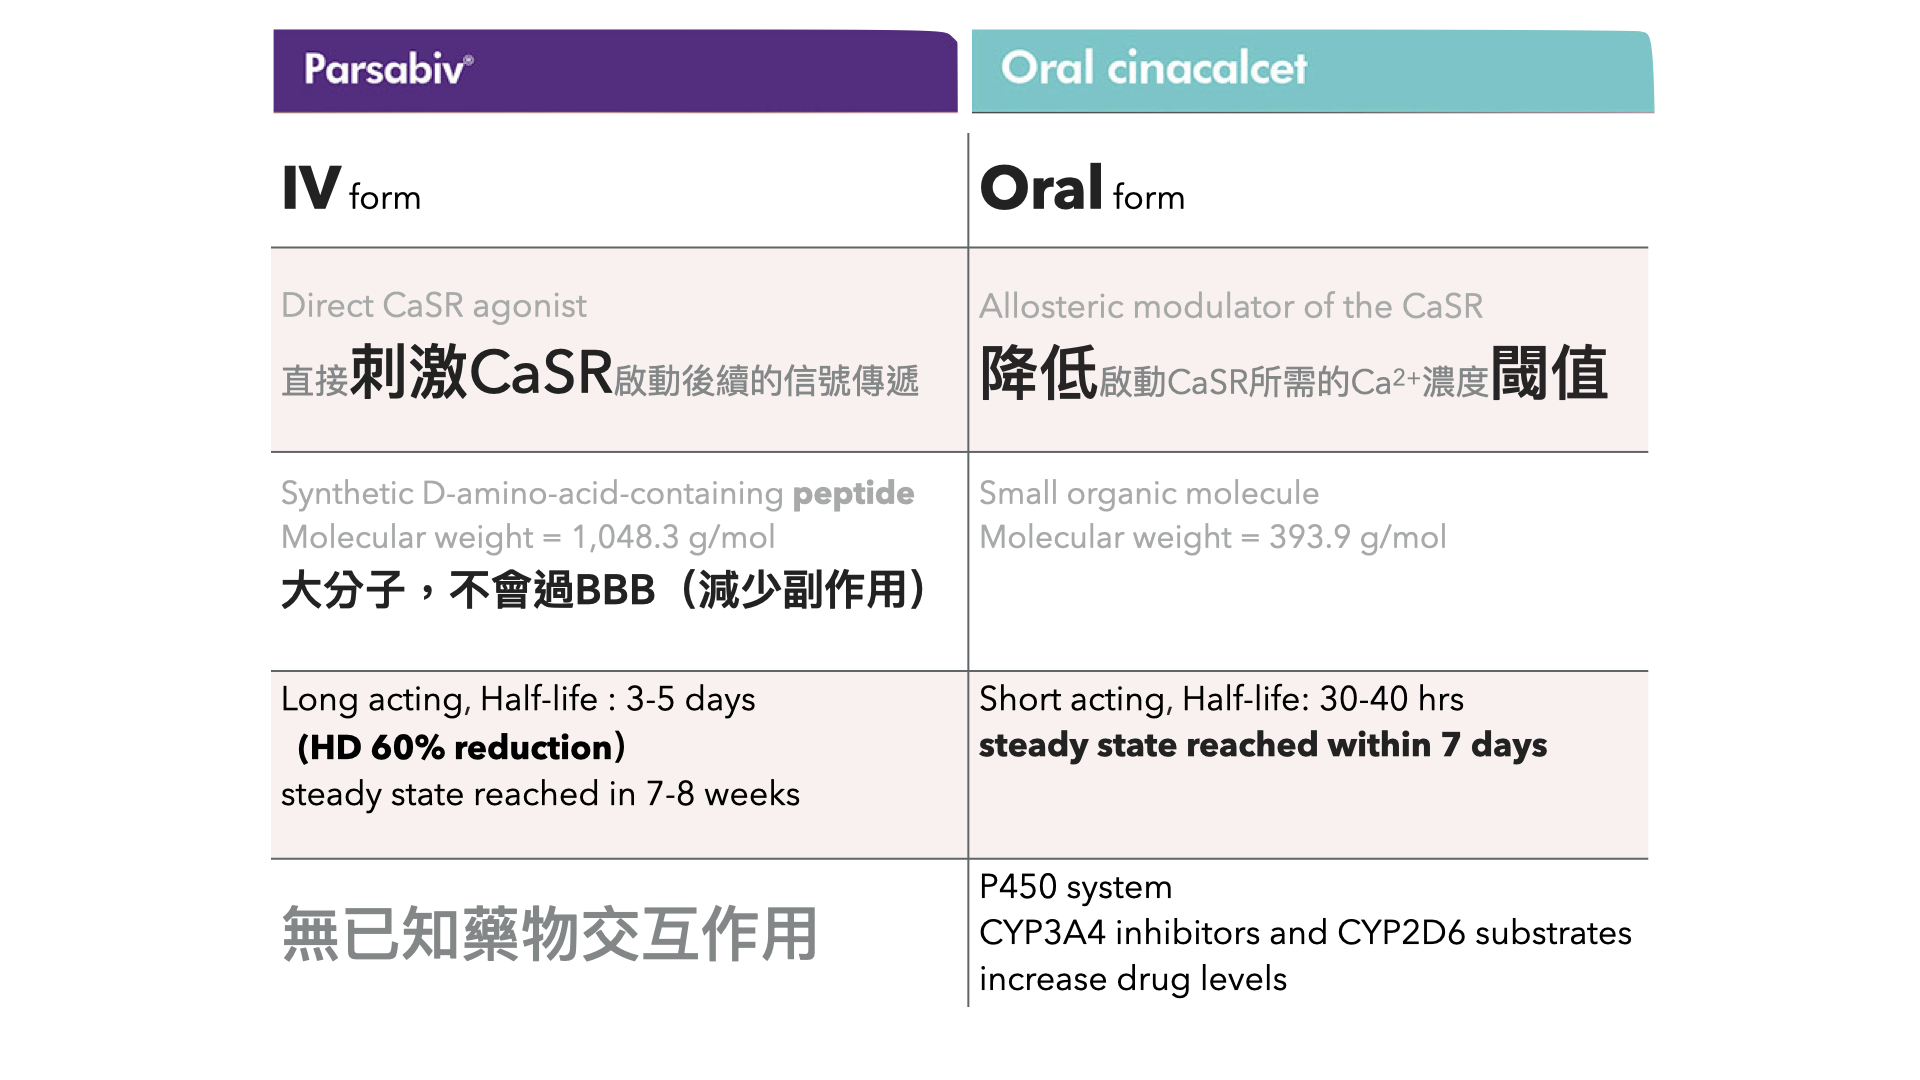 Parsabiv®
Oral cinacalcet
IV form
Oral form
Direct CaSR agonist
直接刺激CaSR啟動後續的信號傳遞
Allosteric modulator of the CaSR
降低啟動CaSR所需的Ca²⁺濃度閾值
Synthetic D-amino-acid-containing peptide
Molecular weight = 1,048.3 g/mol
大分子，不會過BBB（減少副作用）
Small organic molecule
Molecular weight = 393.9 g/mol
Long acting, Half-life : 3-5 days
（HD 60% reduction）
steady state reached in 7-8 weeks
Short acting, Half-life: 30-40 hrs
steady state reached within 7 days
無已知藥物交互作用
P450 system
CYP3A4 inhibitors and CYP2D6 substrates
increase drug levels